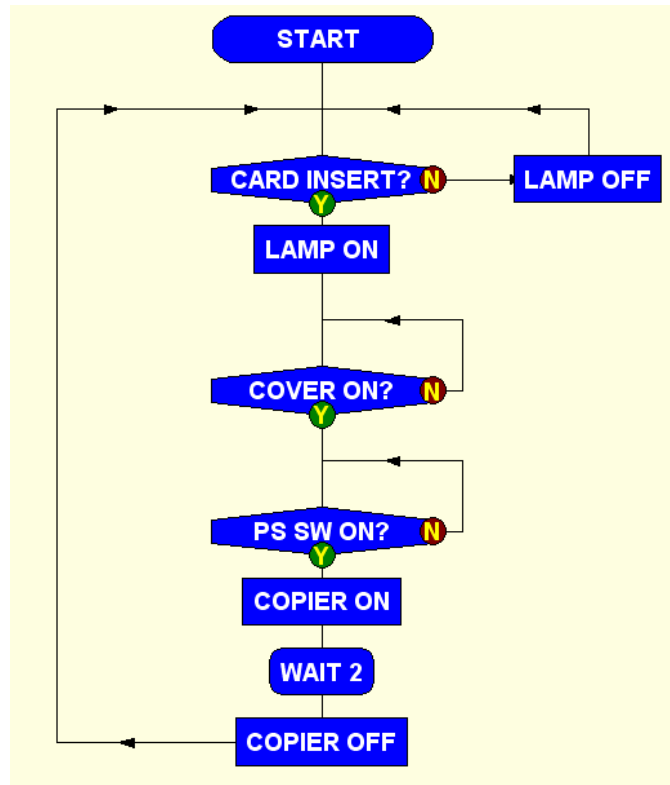 START
CARD INSERT?
N
LAMP OFF
Y
LAMP ON
COVER ON?
N
Y
PS SW ON?
N
Y
COPIER ON
WAIT 2
COPIER OFF